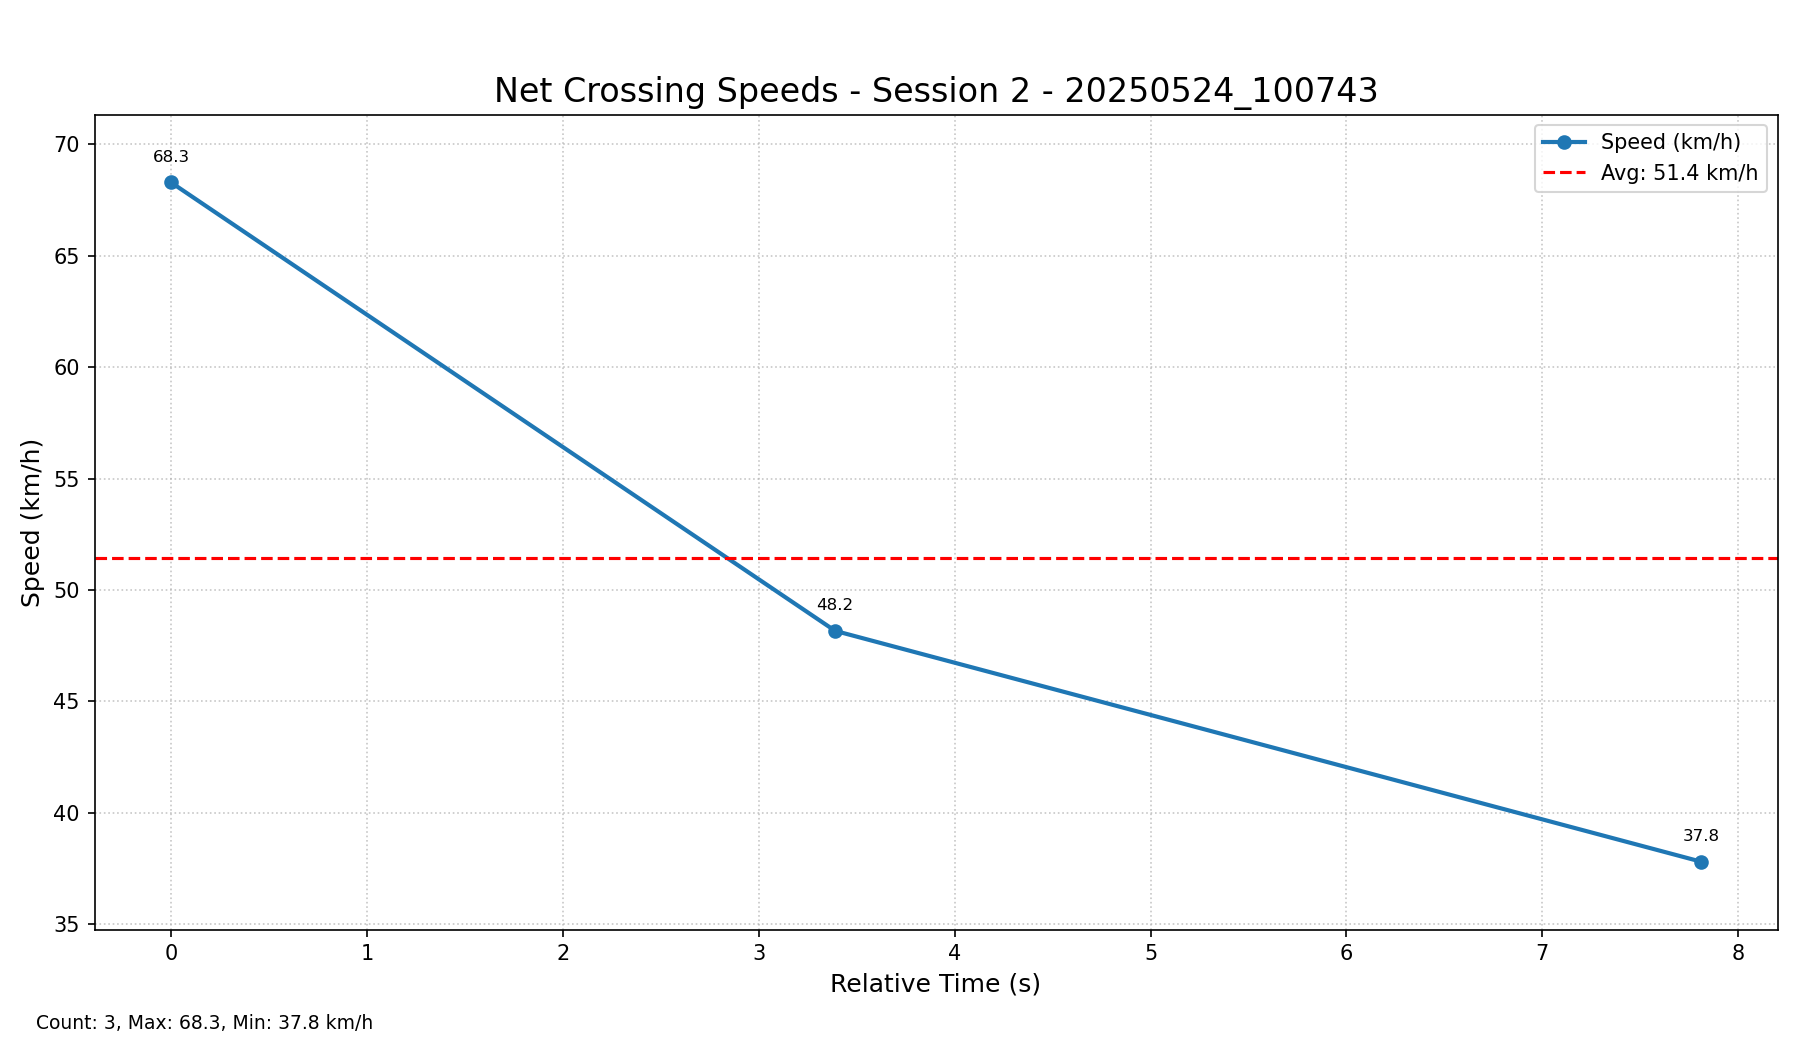 Net Crossing Speeds - Session 2 - 20250524_100743
Speed (km/h)
Avg: 51.4 km/h
70
65
60
55
50
45
40
35
Speed (km/h)
68.3
48.2
37.8
0 1 2 3 4 5 6 7 8
Relative Time (s)
Count: 3, Max: 68.3, Min: 37.8 km/h